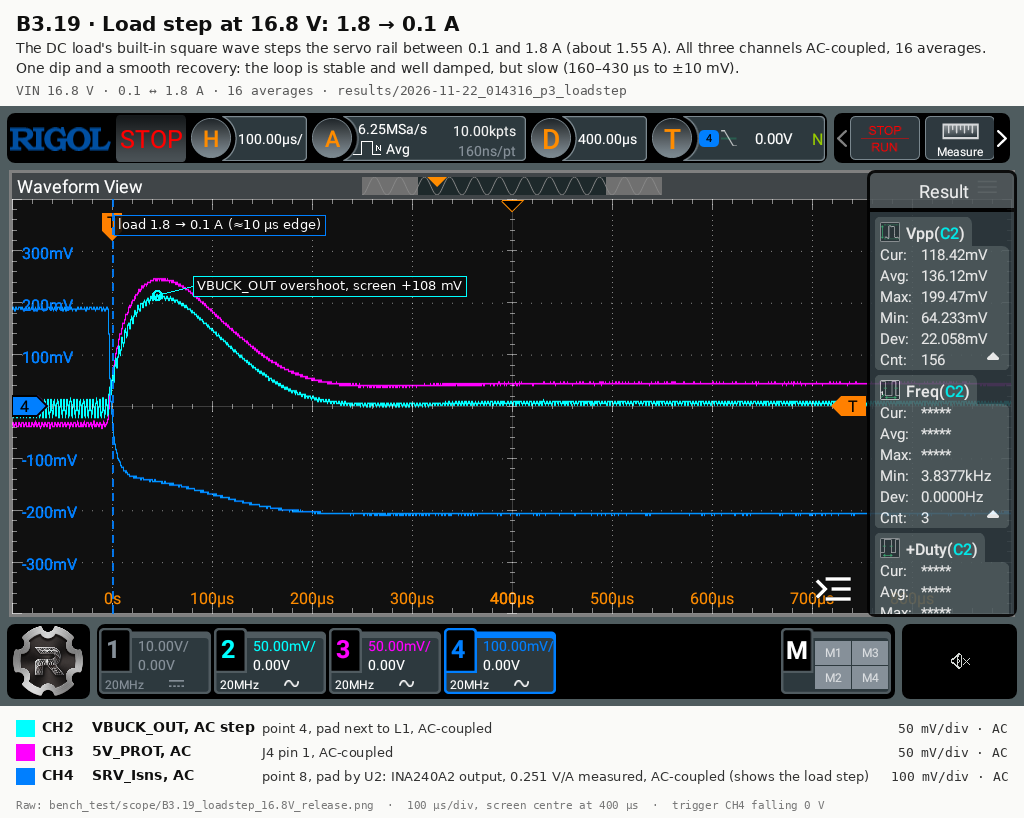 B3.19 · Load step at 16.8 V: 1.8 → 0.1 A
The DC load's built-in square wave steps the servo rail between 0.1 and 1.8 A (about 1.55 A). All three channels AC-coupled, 16 averages.
One dip and a smooth recovery: the loop is stable and well damped, but slow (160–430 µs to ±10 mV).
VIN 16.8 V · 0.1 ↔ 1.8 A · 16 averages · results/2026-11-22_014316_p3_loadstep
RIGOL STOP H 100.00µs/ A 6.25MSa/s 10.00kpts D 400.00µs T 4 0.00V N STOP Measure
N Avg 160ns/pt RUN
Waveform View
Result
T load 1.8 → 0.1 A (≈10 µs edge)
300mV
VBUCK_OUT overshoot, screen +108 mV
200mV
100mV
4
T
-100mV
-200mV
-300mV
0s 100µs 200µs 300µs 400µs 500µs 600µs 700µs
Vpp(C2)
Cur: 118.42mV
Avg: 136.12mV
Max: 199.47mV
Min: 64.233mV
Dev: 22.058mV
Cnt: 156
Freq(C2)
Cur: *****
Avg: *****
Max: *****
Min: 3.8377kHz
Dev: 0.0000Hz
Cnt: 3
+Duty(C2)
Cur: *****
Avg: *****
Max: *****
R
1 10.00V/ 0.00V 20MHz
2 50.00mV/ 0.00V 20MHz
3 50.00mV/ 0.00V 20MHz
4 100.00mV/ 0.00V 20MHz
M M1 M3
M2 M4
CH2 VBUCK_OUT, AC step point 4, pad next to L1, AC-coupled 50 mV/div · AC
CH3 5V_PROT, AC J4 pin 1, AC-coupled 50 mV/div · AC
CH4 SRV_Isns, AC point 8, pad by U2: INA240A2 output, 0.251 V/A measured, AC-coupled (shows the load step) 100 mV/div · AC
Raw: bench_test/scope/B3.19_loadstep_16.8V_release.png · 100 µs/div, screen centre at 400 µs · trigger CH4 falling 0 V